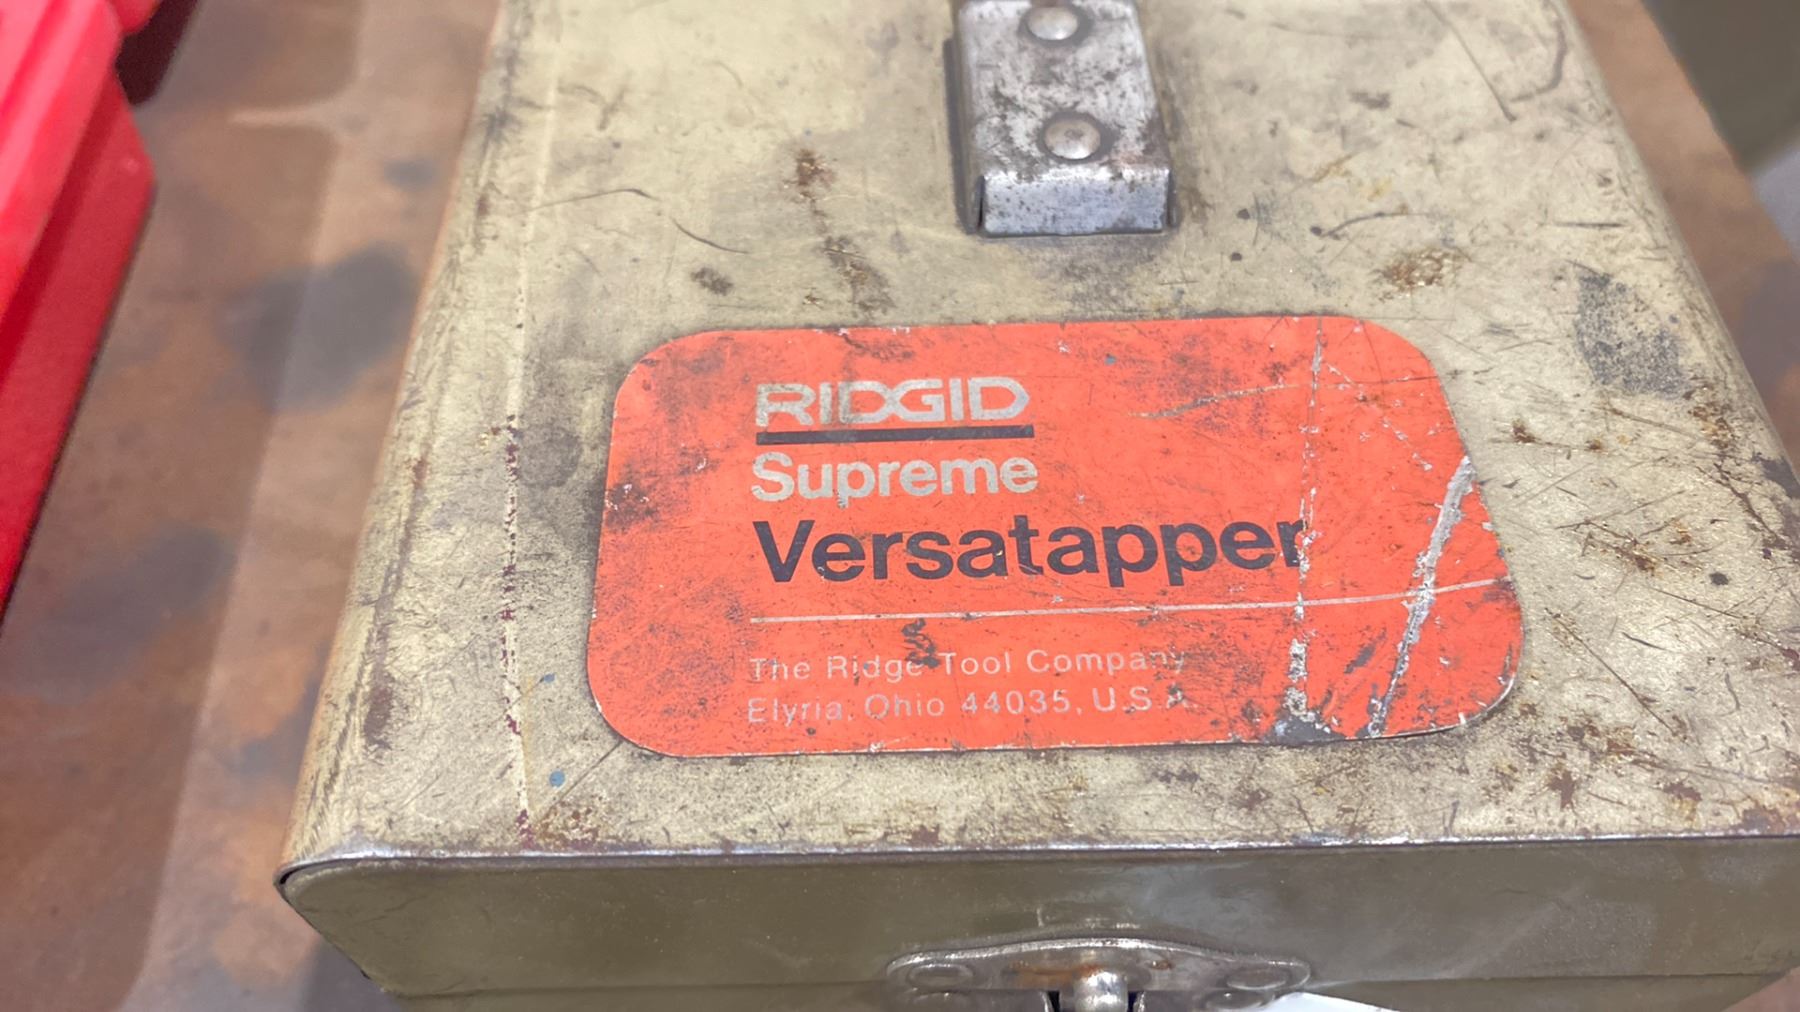 RIDGID
Supreme
Versatapper
The Ridge Tool Company
Elyria, Ohio 44035, U.S.A.